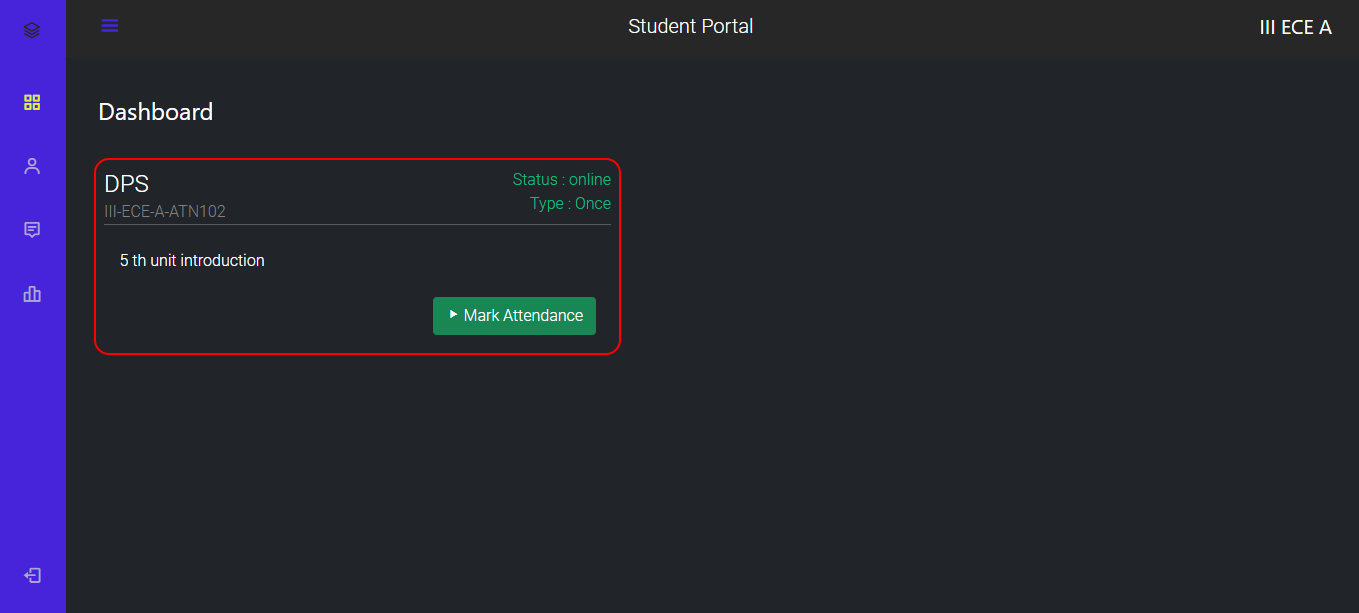 Student Portal
III ECE A
Dashboard
DPS
Status : online
III-ECE-A-ATN102
Type : Once
5 th unit introduction
Mark Attendance